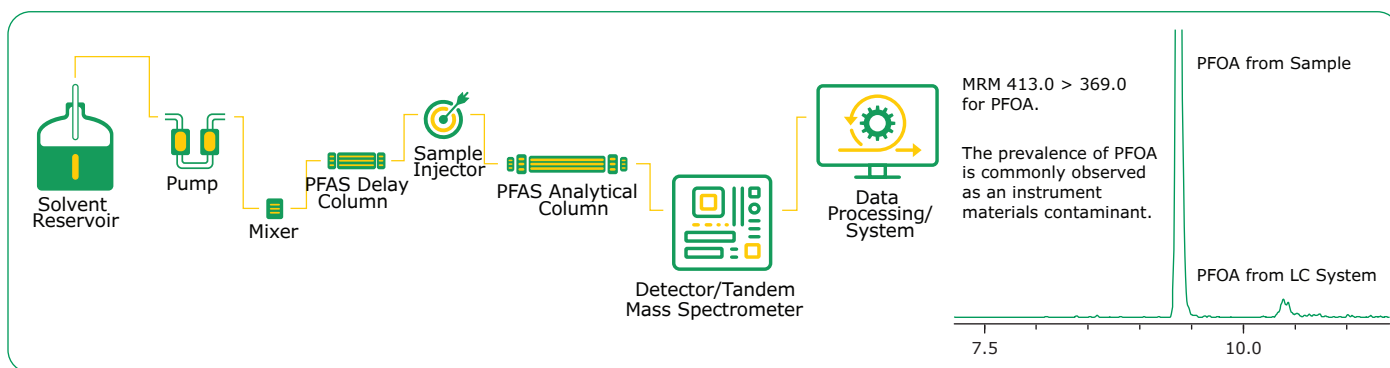 Solvent
Reservoir
Pump
Mixer
PFAS Delay
Column
Sample
Injector
PFAS Analytical
Column
Detector/Tandem
Mass Spectrometer
Data
Processing/
System
MRM 413.0 > 369.0
for PFOA.
The prevalence of PFOA
is commonly observed
as an instrument
materials contaminant.
PFOA from Sample
PFOA from LC System
7.5
10.0